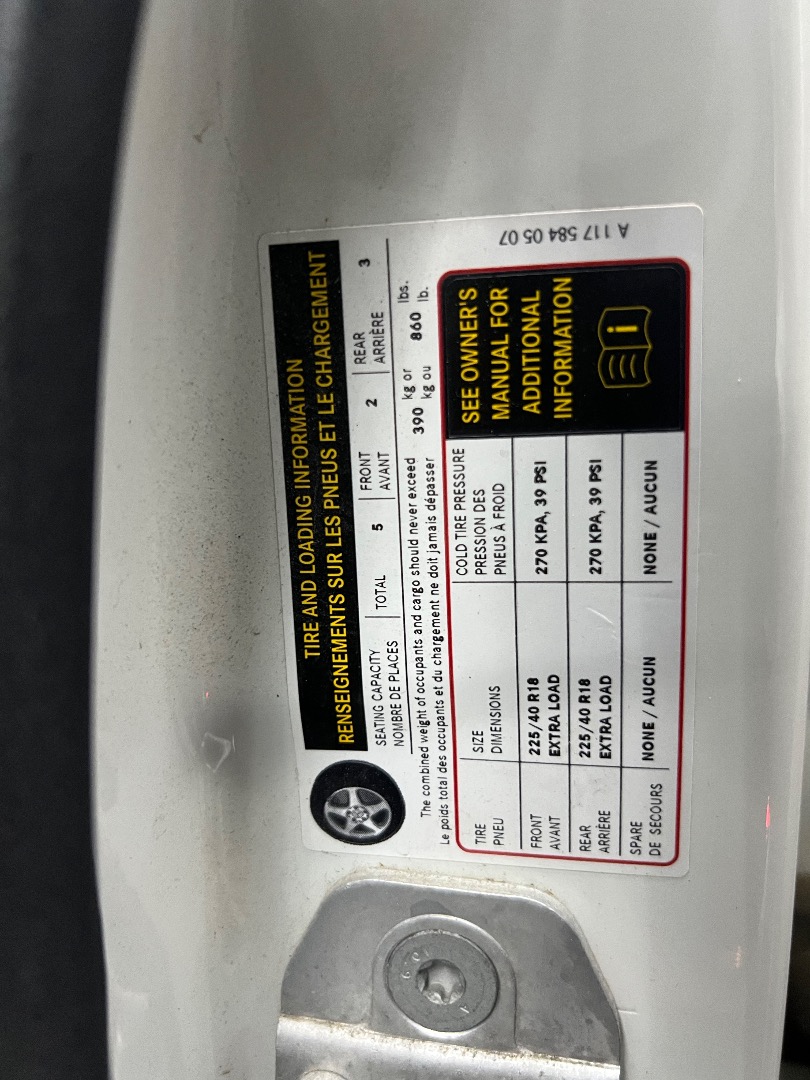 TIRE AND LOADING INFORMATION
RENSEIGNEMENTS SUR LES PNEUS ET LE CHARGEMENT
SEATING CAPACITY
NOMBRE DE PLACES
TOTAL 5
FRONT
AVANT
2
REAR
ARRIÈRE
3
The combined weight of occupants and cargo should never exceed 390 kg or 860 lbs.
Le poids total des occupants et du chargement ne doit jamais dépasser kg ou lb.
TIRE
PNEU
SIZE
DIMENSIONS
COLD TIRE PRESSURE
PRESSION DES
PNEUS À FROID
FRONT
AVANT
225/40 R18
EXTRA LOAD
270 KPA, 39 PSI
REAR
ARRIÈRE
225/40 R18
EXTRA LOAD
270 KPA, 39 PSI
SPARE
DE SECOURS
NONE / AUCUN
NONE / AUCUN
SEE OWNER'S
MANUAL FOR
ADDITIONAL
INFORMATION
i
A 117 584 05 07
10.9